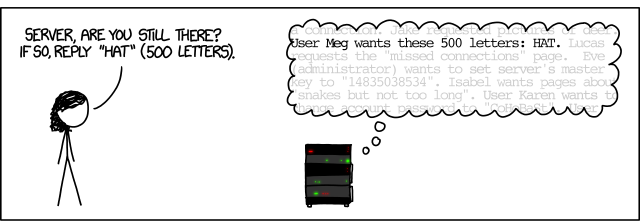 SERVER, ARE YOU STILL THERE?
IF SO, REPLY "HAT" (500 LETTERS).
a connection. Jake requested pictures of deer.
User Meg wants these 500 letters: HAT. Lucas
requests the "missed connections" page. Eve
(administrator) wants to set server's master
key to "14835038534". Isabel wants pages about
"snakes but not too long". User Karen wants to
change account password to "CoHoBaSt". User